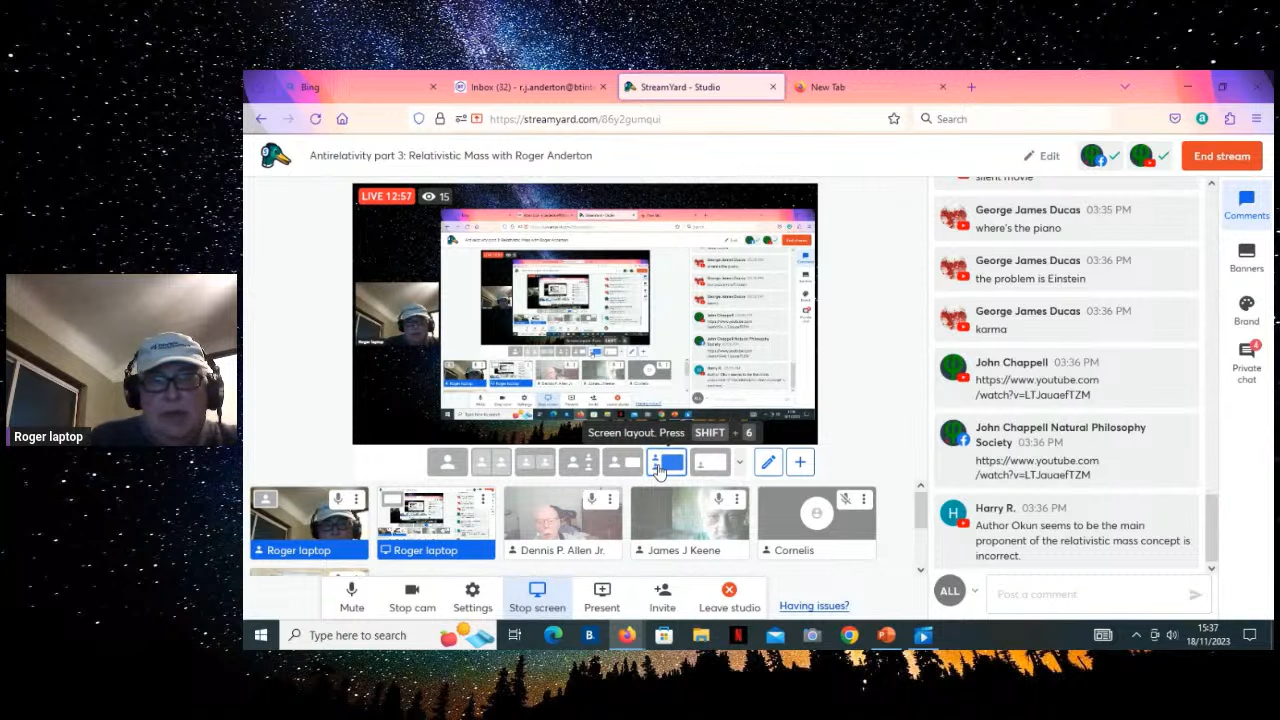 Bing
Inbox (32) - r.j.anderton@btint
StreamYard - Studio
New Tab
https://streamyard.com/86y2gumqui
Search
Antirelativity part 3: Relativistic Mass with Roger Anderton
Edit
End stream
LIVE 12:57
15
Roger laptop
Screen layout. Press SHIFT + 6
Roger laptop
Roger laptop
Dennis P. Allen Jr.
James J Keene
Cornelis
Mute
Stop cam
Settings
Stop screen
Present
Invite
Leave studio
Having issues?
silent movie
George James Ducas 03:35 PM
where's the piano
George James Ducas 03:36 PM
the problem einstein
George James Ducas 03:36 PM
karma
John Chappell 03:36 PM
https://www.youtube.com
/watch?v=LTJauaefTZM
John Chappell Natural Philosophy
Society 03:36 PM
https://www.youtube.com
/watch?v=LTJauaefTZM
Harry R. 03:36 PM
Author Okun seems to be the main
proponent of the relativistic mass concept is
incorrect.
ALL
Post a comment
Comments
Banners
Brand
4
Private
chat
Type here to search
15:37
18/11/2023